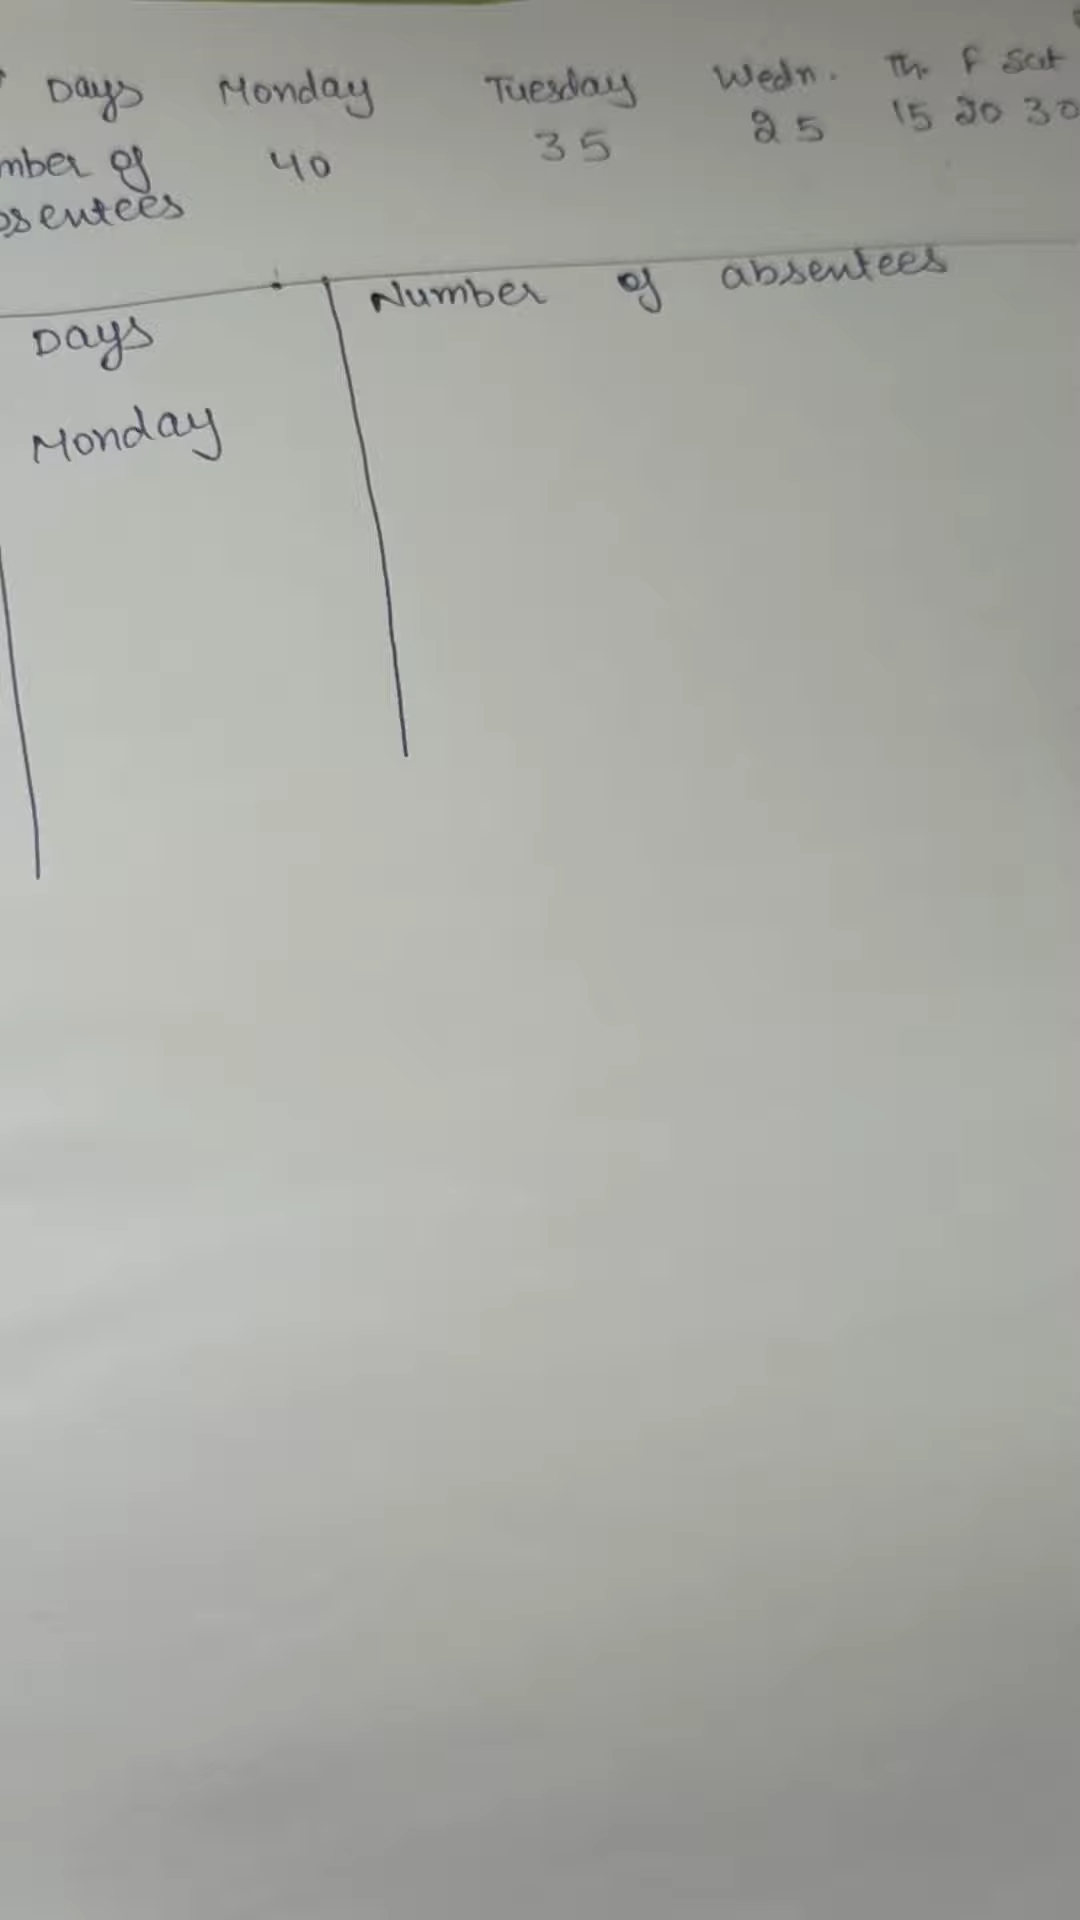 Days Monday Tuesday Wedn. Th. F Sat
mber of 40 35 25 15 20 30
sentees
Days Number of absentees
Monday